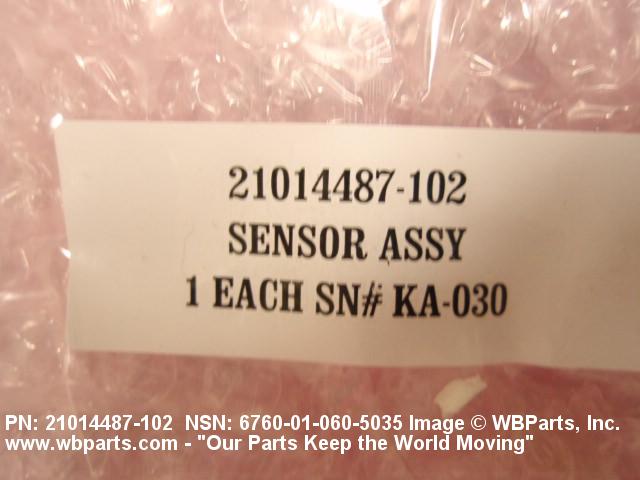 21014487-102
SENSOR ASSY
1 EACH SN# KA-030
PN: 21014487-102 NSN: 6760-01-060-5035 Image © WBParts, Inc.
www.wbparts.com - "Our Parts Keep the World Moving"